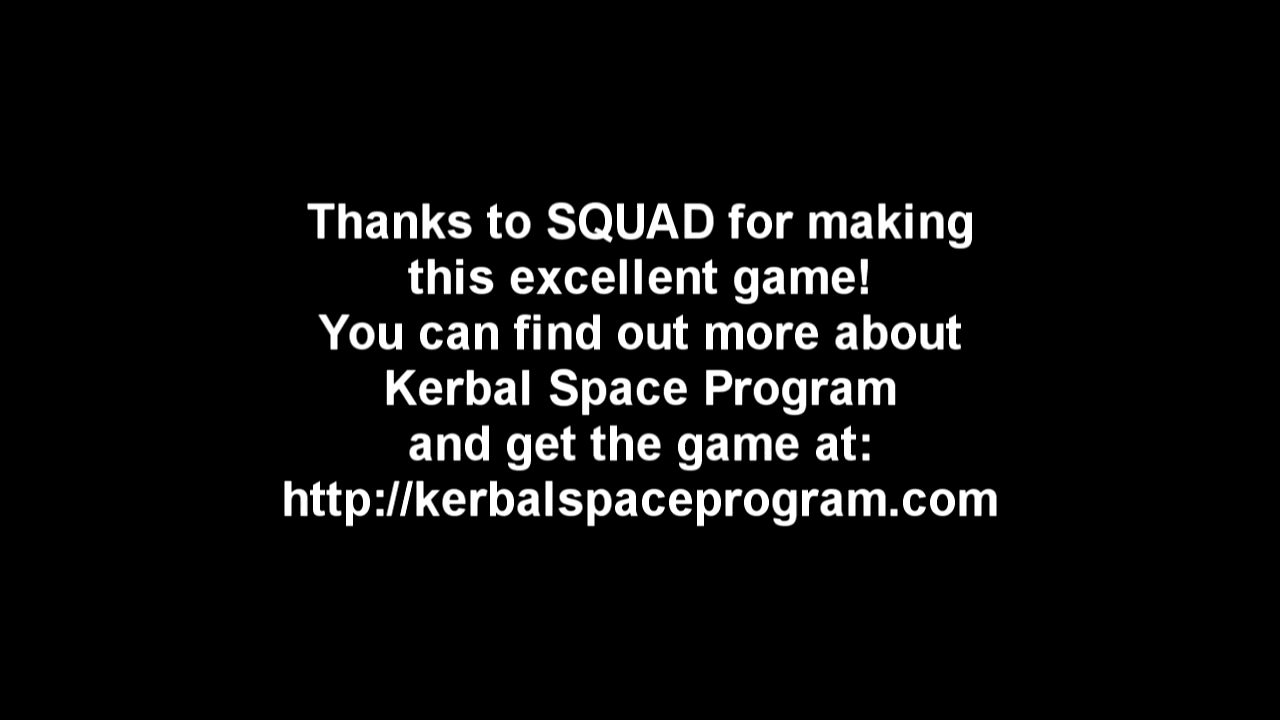 Thanks to SQUAD for making
this excellent game!
You can find out more about
Kerbal Space Program
and get the game at:
http://kerbalspaceprogram.com